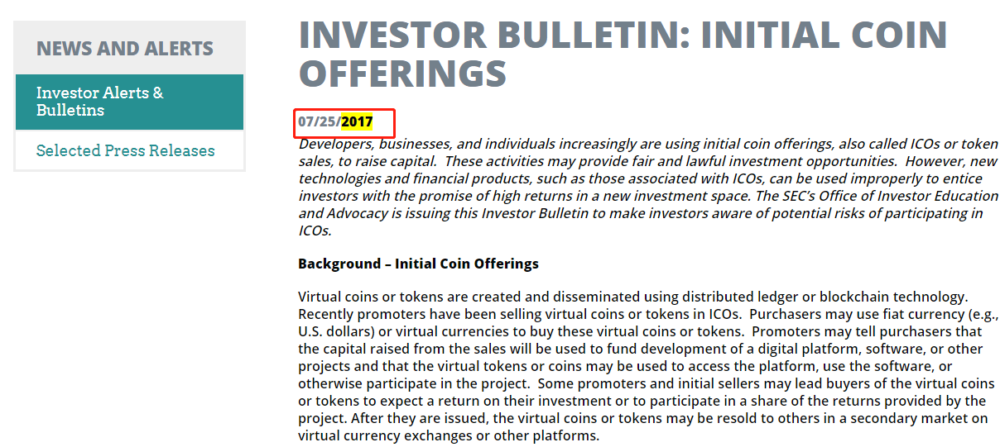 NEWS AND ALERTS
Investor Alerts &
Bulletins
Selected Press Releases
INVESTOR BULLETIN: INITIAL COIN
OFFERINGS
07/25/2017
Developers, businesses, and individuals increasingly are using initial coin offerings, also called ICOs or token
sales, to raise capital.  These activities may provide fair and lawful investment opportunities.  However, new
technologies and financial products, such as those associated with ICOs, can be used improperly to entice
investors with the promise of high returns in a new investment space. The SEC’s Office of Investor Education
and Advocacy is issuing this Investor Bulletin to make investors aware of potential risks of participating in
ICOs.
Background – Initial Coin Offerings
Virtual coins or tokens are created and disseminated using distributed ledger or blockchain technology.
Recently promoters have been selling virtual coins or tokens in ICOs.  Purchasers may use fiat currency (e.g.,
U.S. dollars) or virtual currencies to buy these virtual coins or tokens.  Promoters may tell purchasers that
the capital raised from the sales will be used to fund development of a digital platform, software, or other
projects and that the virtual tokens or coins may be used to access the platform, use the software, or
otherwise participate in the project.  Some promoters and initial sellers may lead buyers of the virtual coins
or tokens to expect a return on their investment or to participate in a share of the returns provided by the
project. After they are issued, the virtual coins or tokens may be resold to others in a secondary market on
virtual currency exchanges or other platforms.